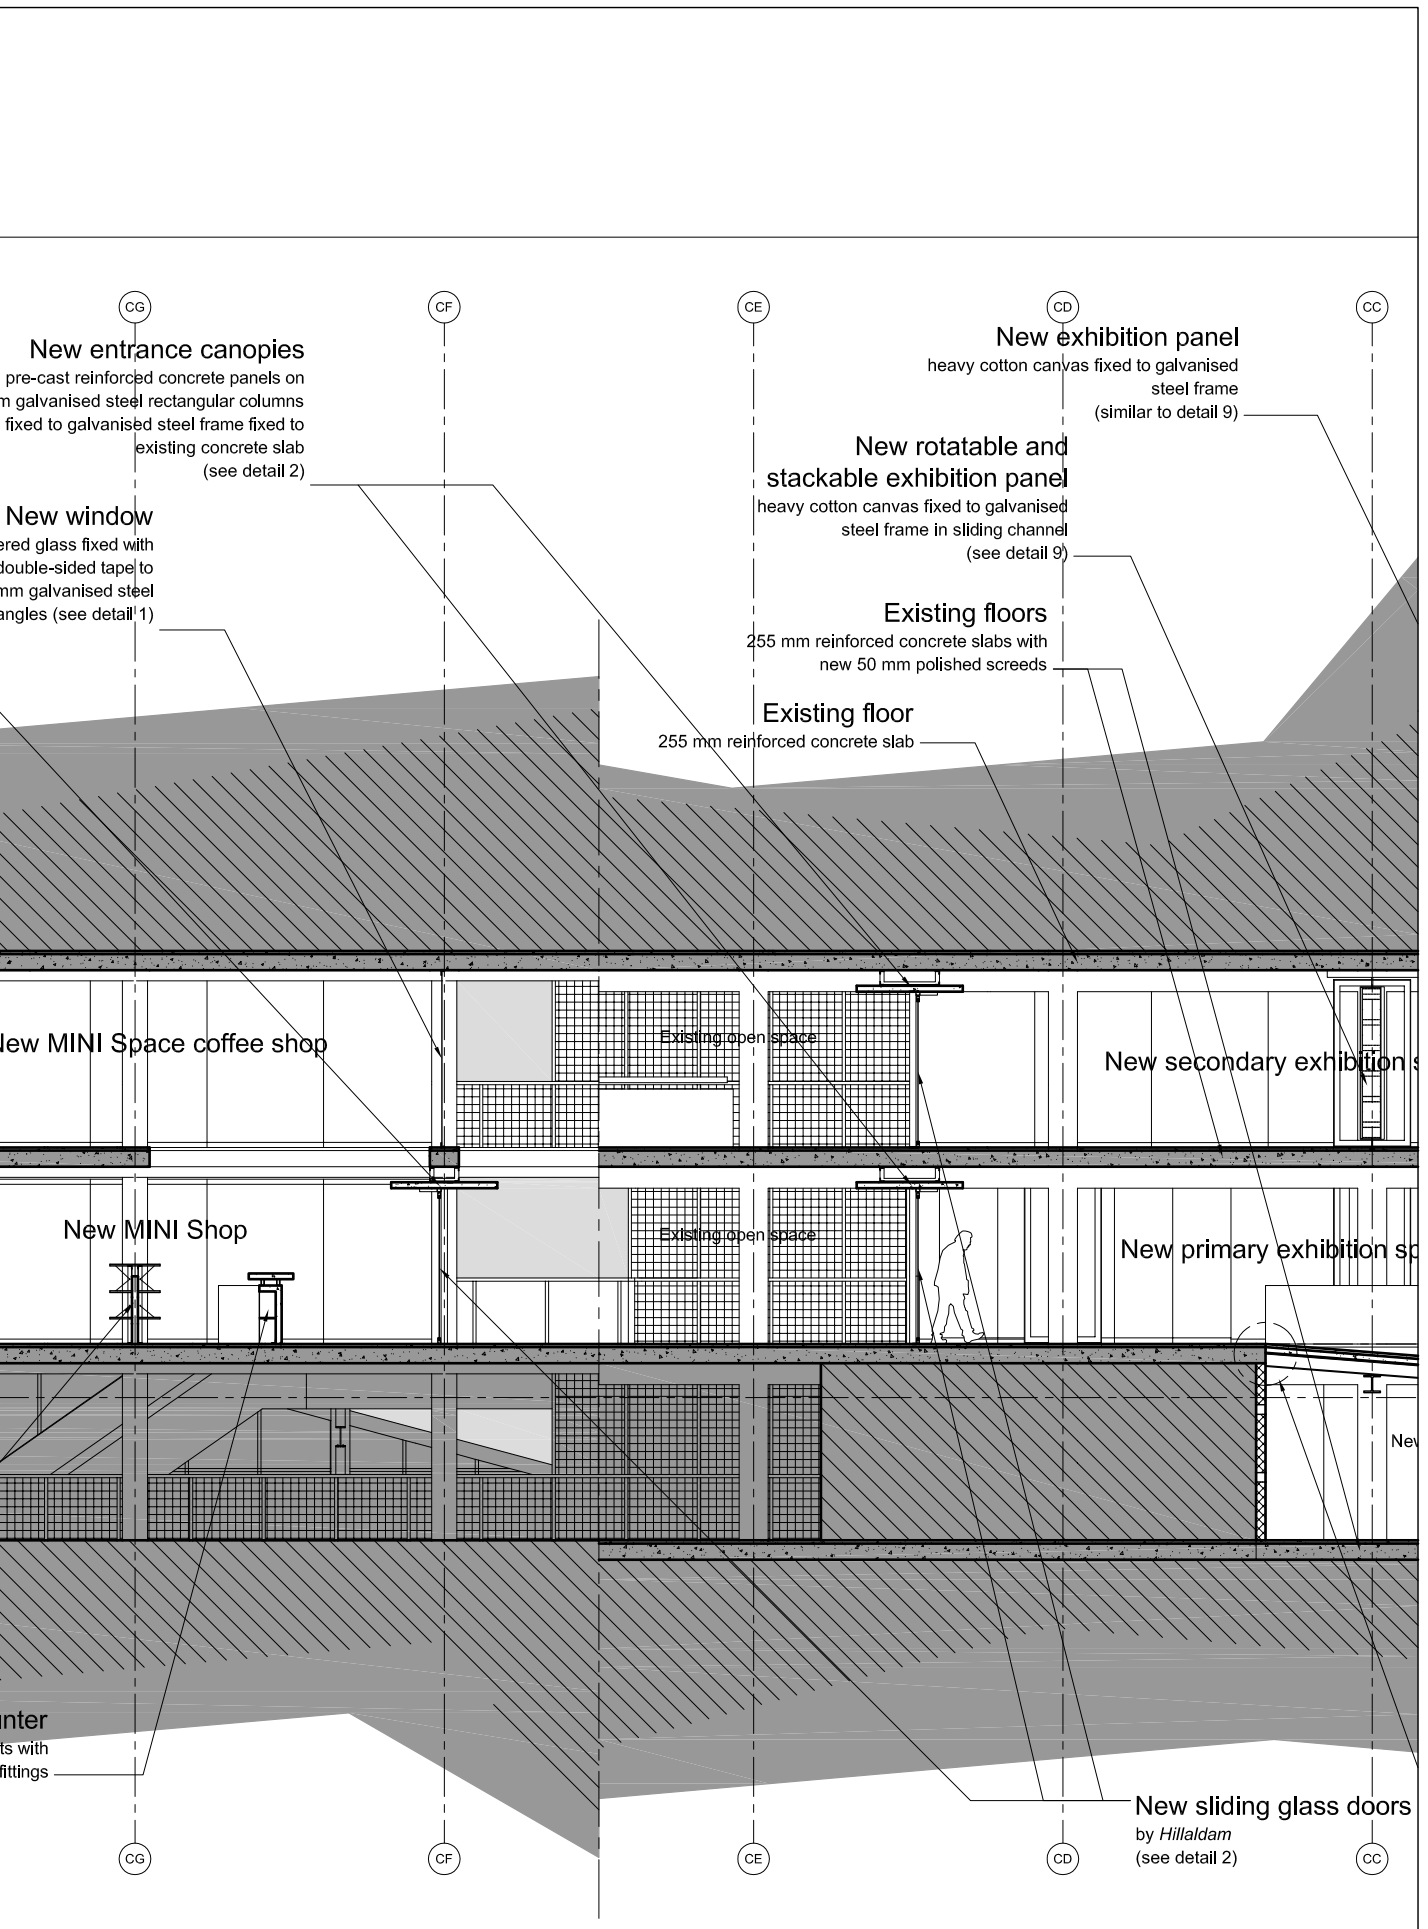 CG
CF
CE
CD
CC
New entrance canopies
pre-cast reinforced concrete panels on
m galvanised steel rectangular columns
fixed to galvanised steel frame fixed to
existing concrete slab
(see detail 2)
New exhibition panel
heavy cotton canvas fixed to galvanised
steel frame
(similar to detail 9)
New rotatable and
stackable exhibition panel
heavy cotton canvas fixed to galvanised
steel frame in sliding channel
(see detail 9)
New window
ered glass fixed with
double-sided tape to
mm galvanised steel
angles (see detail 1)
Existing floors
255 mm reinforced concrete slabs with
new 50 mm polished screeds
Existing floor
255 mm reinforced concrete slab
New MINI Space coffee shop
Existing open space
New secondary exhibition s
New MINI Shop
Existing open space
New primary exhibition sp
New
unter
ts with
fittings
New sliding glass doors
by Hillaldam
(see detail 2)
CG
CF
CE
CD
CC